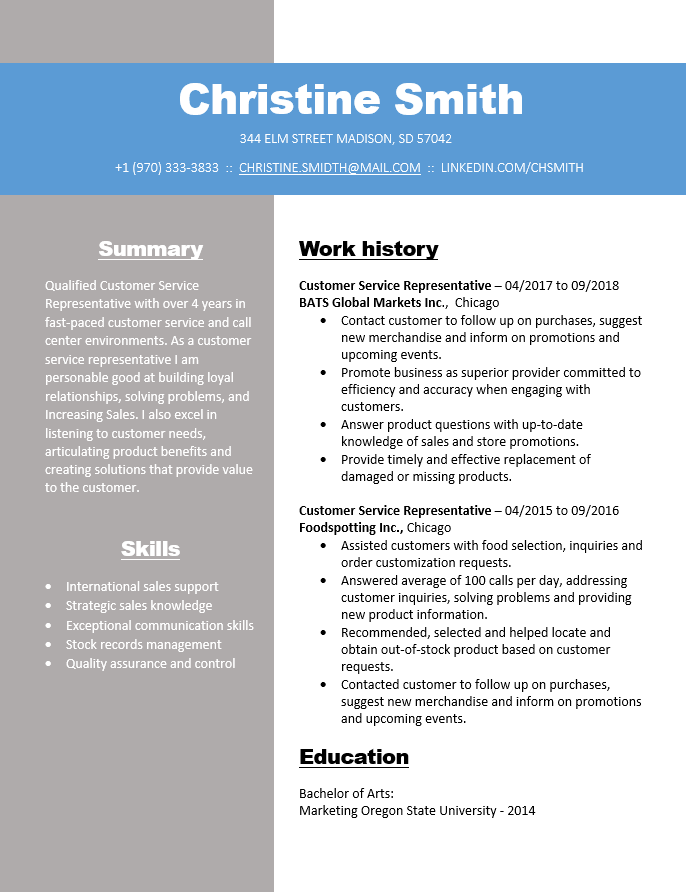 Christine Smith
344 ELM STREET MADISON, SD 57042
+1 (970) 333-3833 :: CHRISTINE.SMIDTH@MAIL.COM :: LINKEDIN.COM/CHSMITH
Summary
Qualified Customer Service
Representative with over 4 years in
fast-paced customer service and call
center environments. As a customer
service representative I am
personable good at building loyal
relationships, solving problems, and
Increasing Sales. I also excel in
listening to customer needs,
articulating product benefits and
creating solutions that provide value
to the customer.
Skills
• International sales support
• Strategic sales knowledge
• Exceptional communication skills
• Stock records management
• Quality assurance and control
Work history
Customer Service Representative – 04/2017 to 09/2018
BATS Global Markets Inc., Chicago
• Contact customer to follow up on purchases, suggest
new merchandise and inform on promotions and
upcoming events.
• Promote business as superior provider committed to
efficiency and accuracy when engaging with
customers.
• Answer product questions with up-to-date
knowledge of sales and store promotions.
• Provide timely and effective replacement of
damaged or missing products.
Customer Service Representative – 04/2015 to 09/2016
Foodspotting Inc., Chicago
• Assisted customers with food selection, inquiries and
order customization requests.
• Answered average of 100 calls per day, addressing
customer inquiries, solving problems and providing
new product information.
• Recommended, selected and helped locate and
obtain out-of-stock product based on customer
requests.
• Contacted customer to follow up on purchases,
suggest new merchandise and inform on promotions
and upcoming events.
Education
Bachelor of Arts:
Marketing Oregon State University - 2014